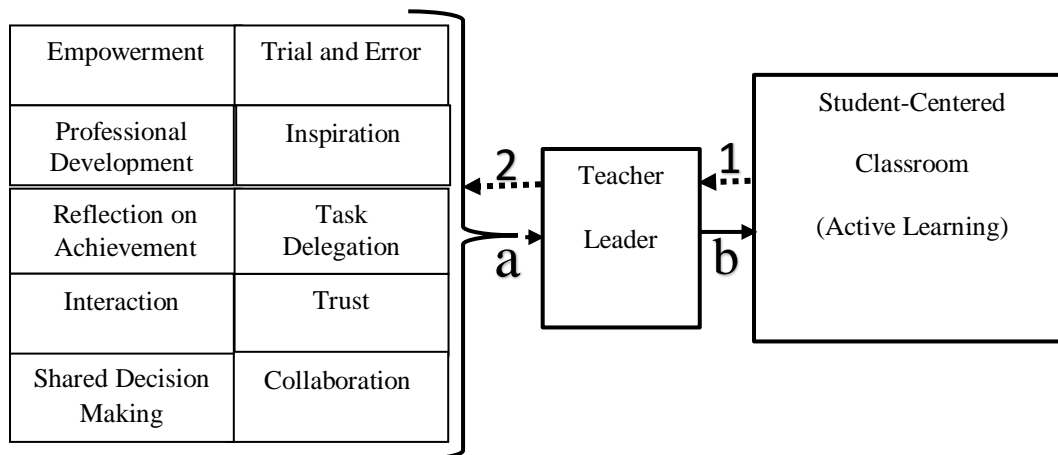 Empowerment
Trial and Error
Professional
Development
Inspiration
Reflection on
Achievement
Task
Delegation
Interaction
Trust
Shared Decision
Making
Collaboration
2
a
Teacher
Leader
1
b
Student-Centered
Classroom
(Active Learning)